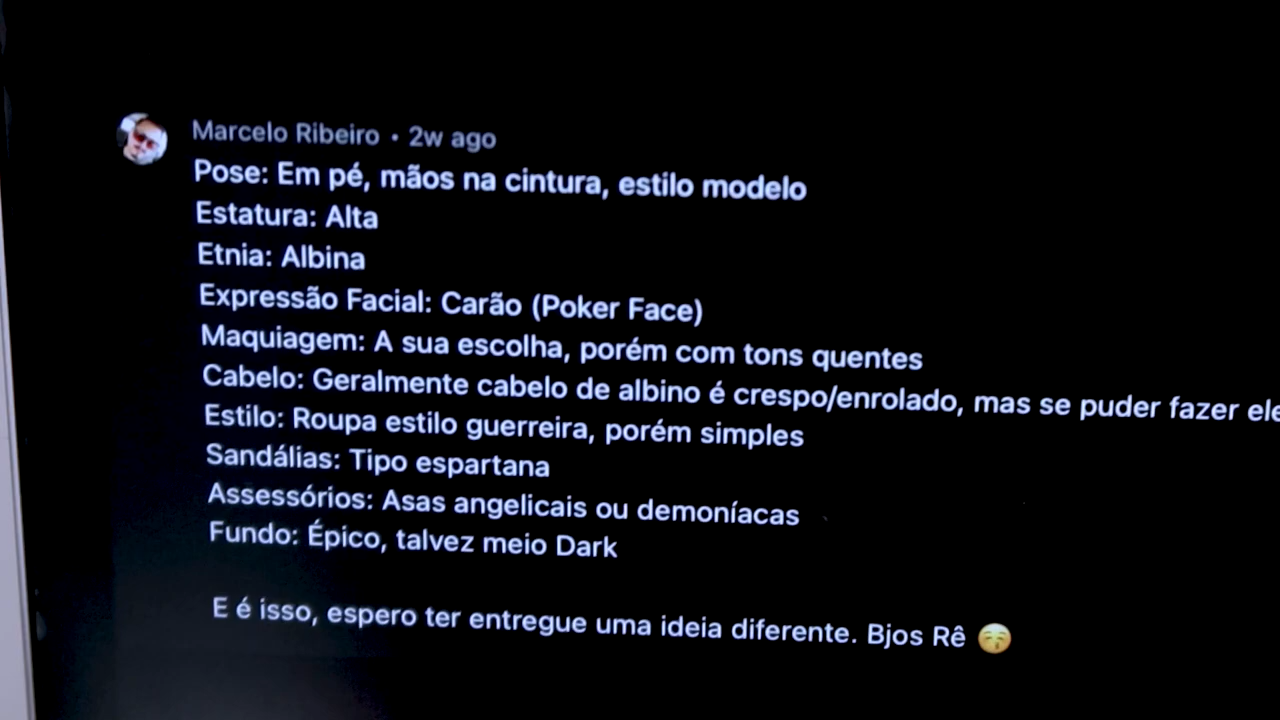 Marcelo Ribeiro • 2w ago
Pose: Em pé, mãos na cintura, estilo modelo
Estatura: Alta
Etnia: Albina
Expressão Facial: Carão (Poker Face)
Maquiagem: A sua escolha, porém com tons quentes
Cabelo: Geralmente cabelo de albino é crespo/enrolado, mas se puder fazer
Estilo: Roupa estilo guerreira, porém simples
Sandálias: Tipo espartana
Assessórios: Asas angelicais ou demoníacas
Fundo: Épico, talvez meio Dark
E é isso, espero ter entregue uma ideia diferente. Bjos Rê 😚